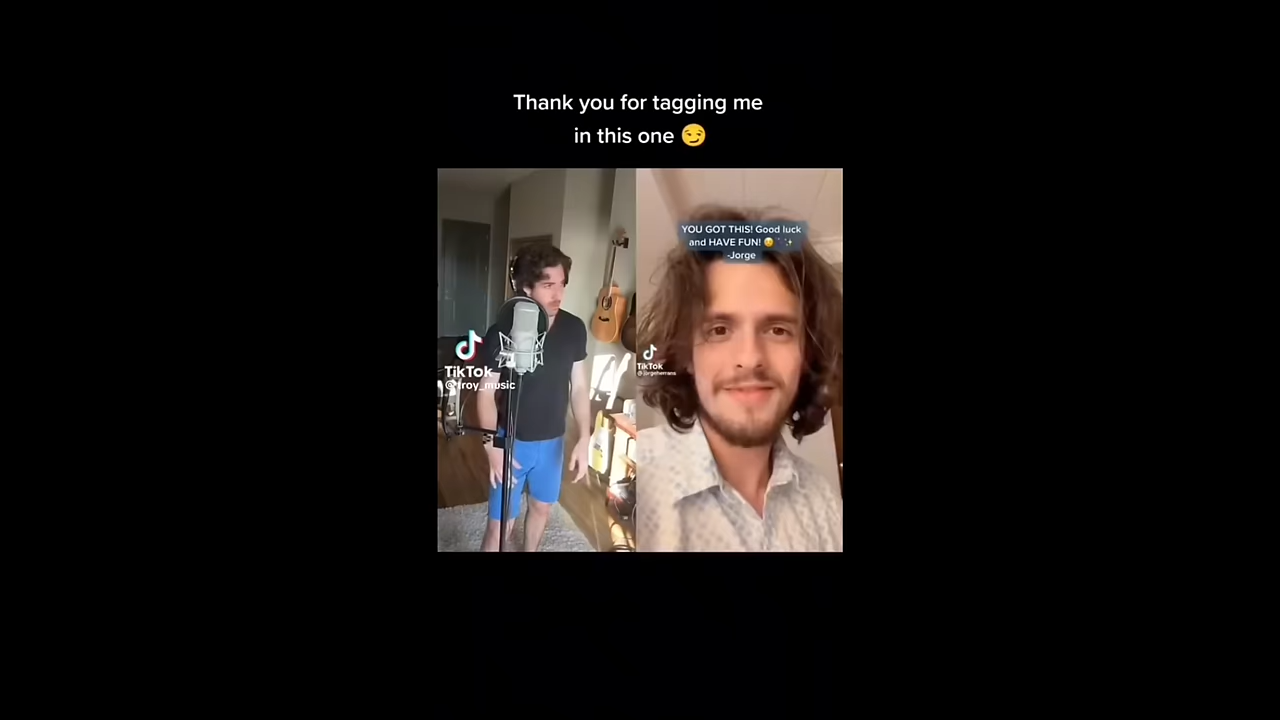 Thank you for tagging me
in this one 😏
YOU GOT THIS! Good luck
and HAVE FUN! 😊 ✨
-Jorge
TikTok
@jorgeherrans
TikTok
@troy_music